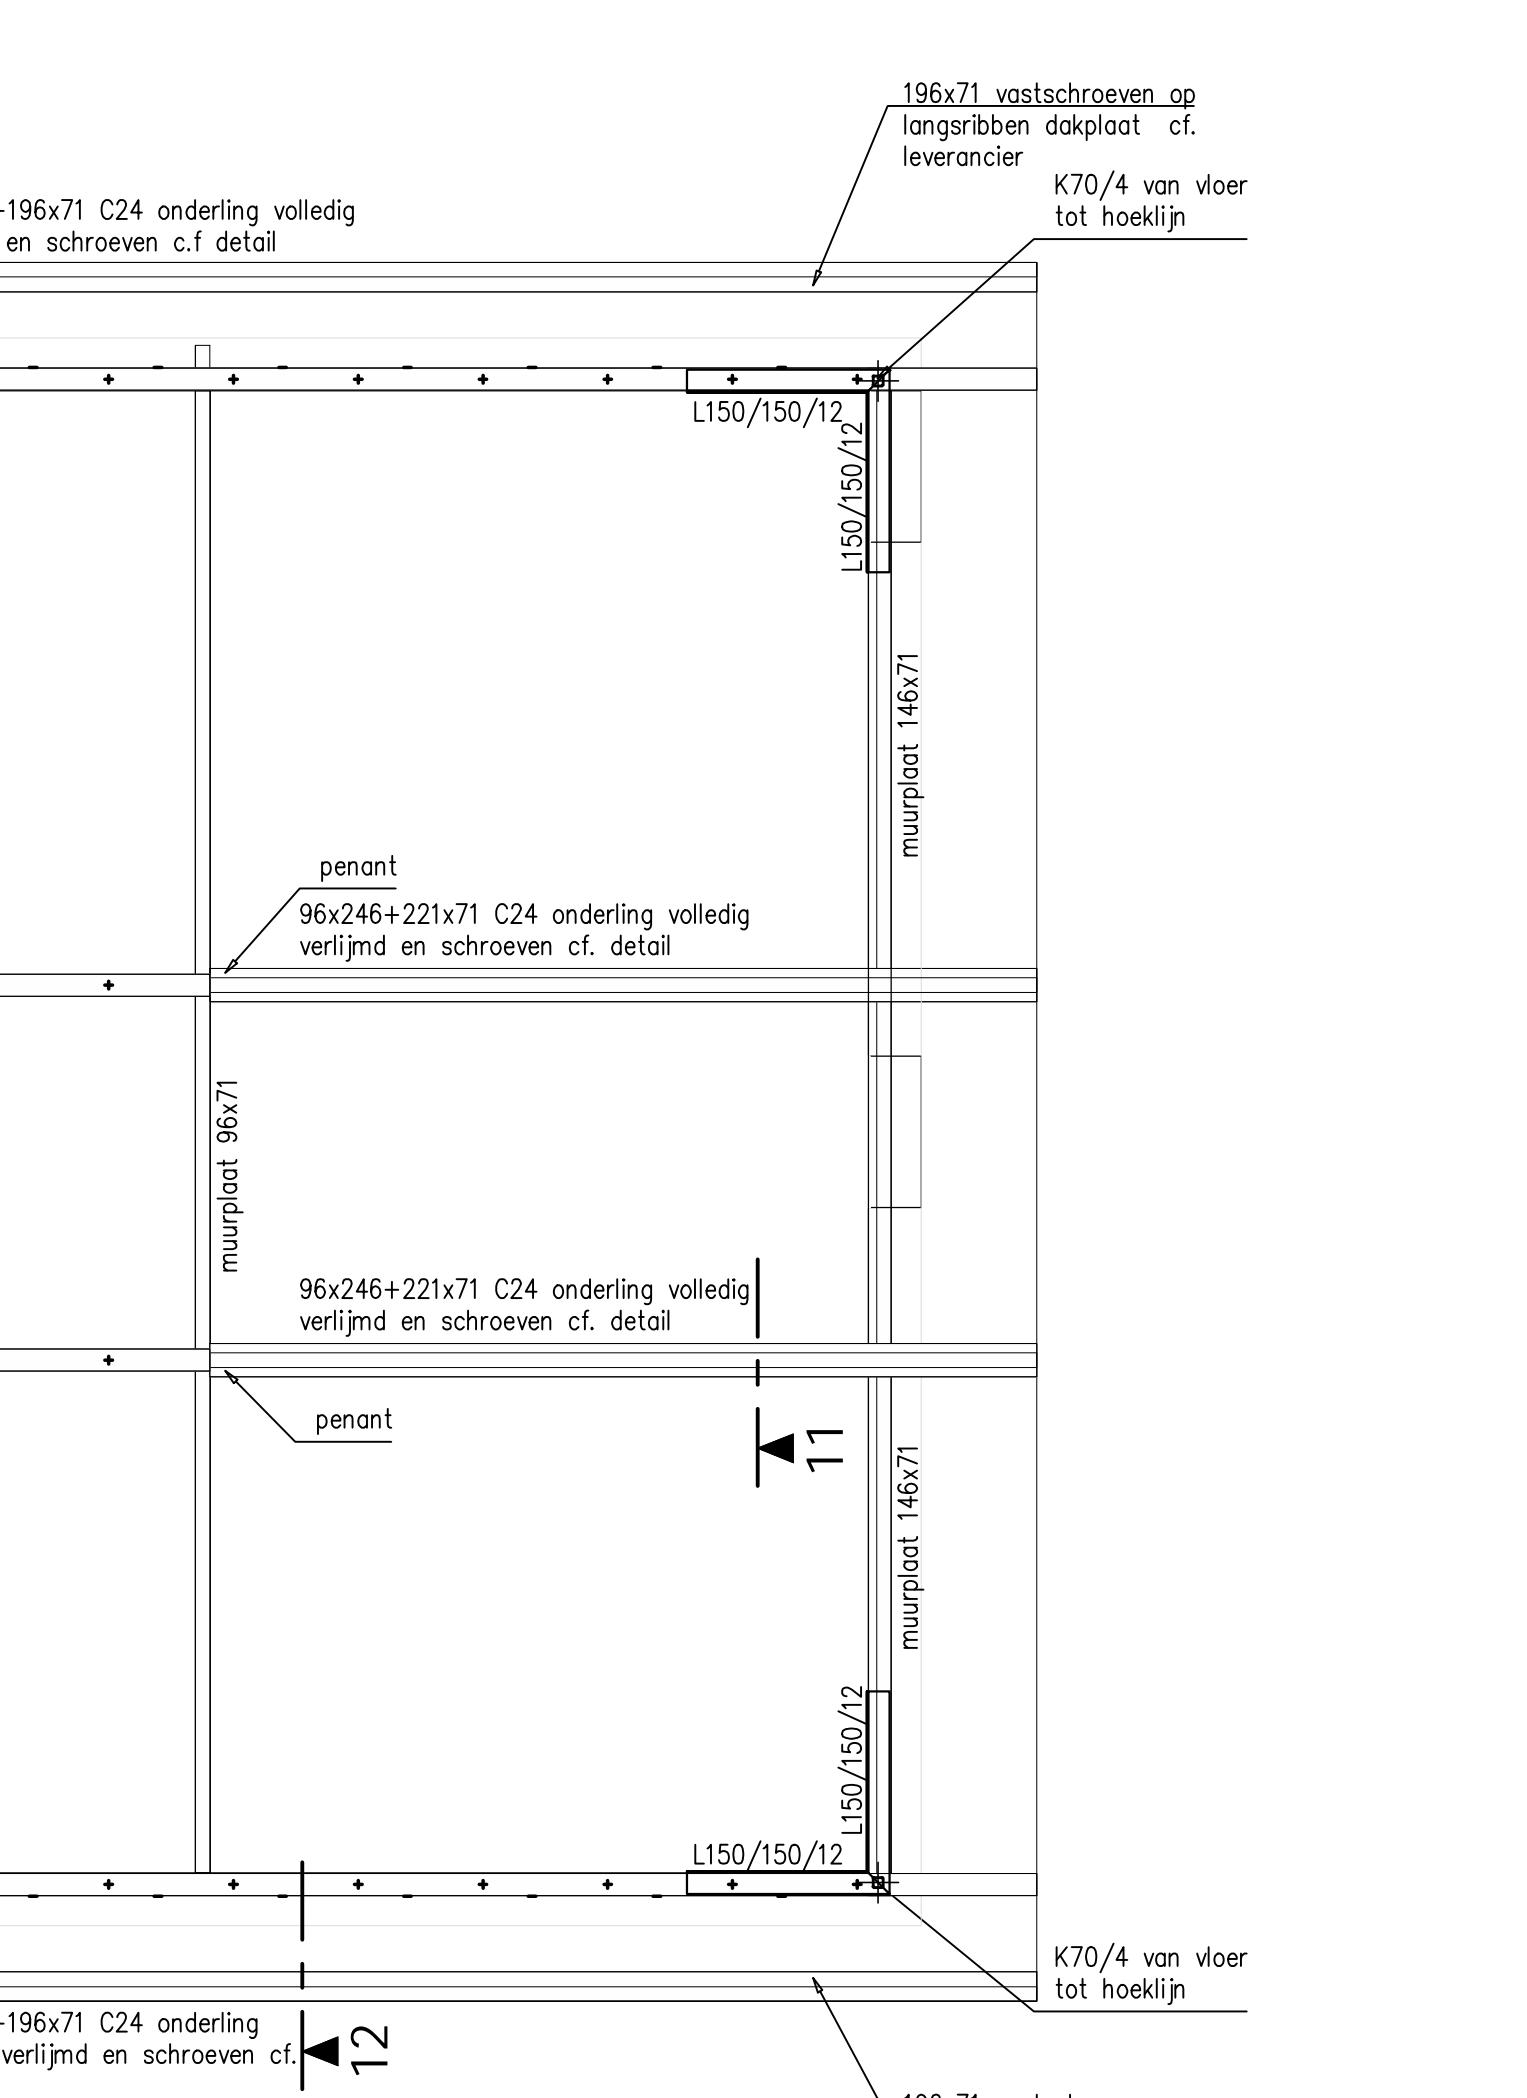 196x71 vastschroeven op
langsribben dakplaat cf.
leverancier
K70/4 van vloer
tot hoeklijn
-196x71 C24 onderling volledig
en schroeven c.f detail
L150/150/12
L150/150/12
muurplaat 146x71
penant
96x246+221x71 C24 onderling volledig
verlijmd en schroeven cf. detail
muurplaat 96x71
96x246+221x71 C24 onderling volledig
verlijmd en schroeven cf. detail
penant
11
muurplaat 146x71
L150/150/12
L150/150/12
K70/4 van vloer
tot hoeklijn
-196x71 C24 onderling
verlijmd en schroeven cf.
12